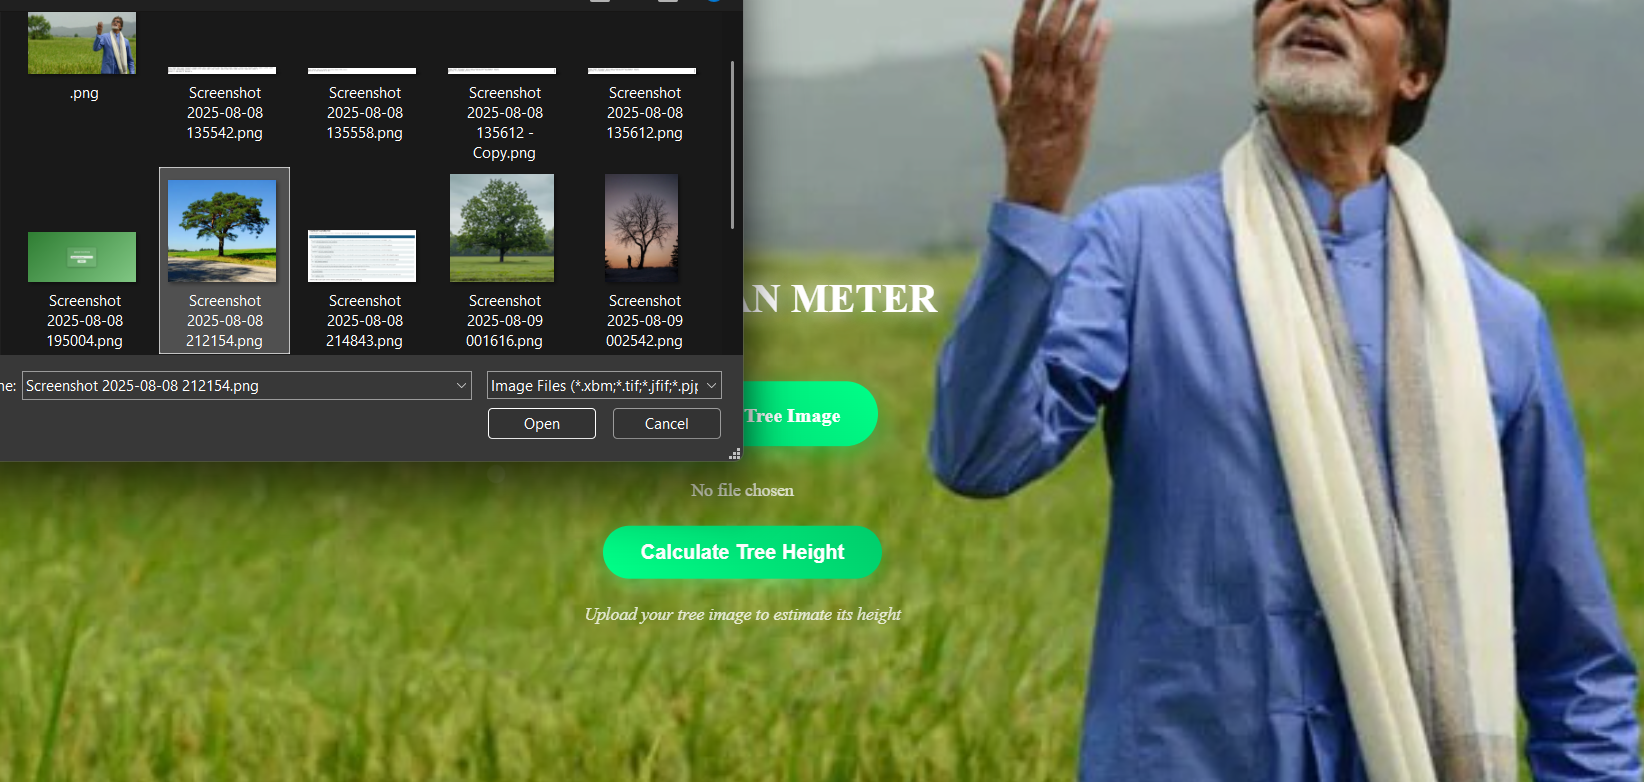 .png
Screenshot
2025-08-08
135542.png
Screenshot
2025-08-08
135558.png
Screenshot
2025-08-08
135612 -
Copy.png
Screenshot
2025-08-08
135612.png
Screenshot
2025-08-08
195004.png
Screenshot
2025-08-08
212154.png
Screenshot
2025-08-08
214843.png
Screenshot
2025-08-09
001616.png
Screenshot
2025-08-09
002542.png
ne: Screenshot 2025-08-08 212154.png
Image Files (*.xbm;*.tif;*.jfif;*.pjp
Open Cancel
AN METER
Tree Image
No file chosen
Calculate Tree Height
Upload your tree image to estimate its height